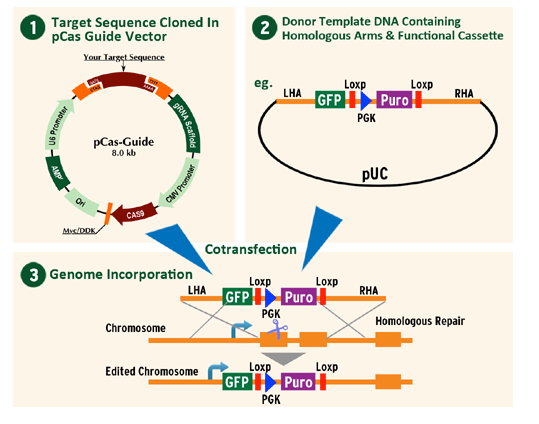 1 Target Sequence Cloned In
pCas Guide Vector
Your Target Sequence
U6 Promoter
gRNA Scaffold
pCas-Guide
8.0 kb
AMPr
CMV Promoter
Ori
CAS9
Myc/DDK
2 Donor Template DNA Containing
Homologous Arms & Functional Cassette
eg.
Loxp Loxp
LHA GFP Puro RHA
PGK
pUC
Cotransfection
3 Genome Incorporation
Loxp Loxp
LHA GFP Puro RHA
PGK
Homologous Repair
Chromosome
Edited Chromosome
Loxp Loxp
GFP Puro
PGK